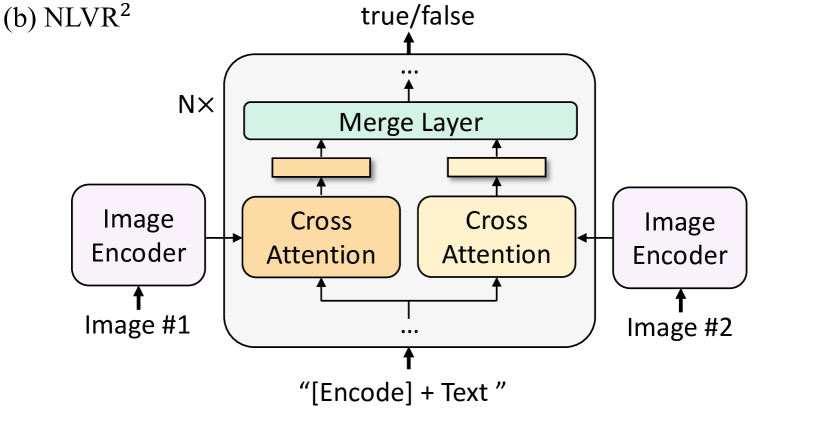 (b) NLVR²
true/false
...
N×
Merge Layer
Image
Encoder
Cross
Attention
Cross
Attention
Image
Encoder
Image #1
Image #2
...
“[Encode] + Text ”